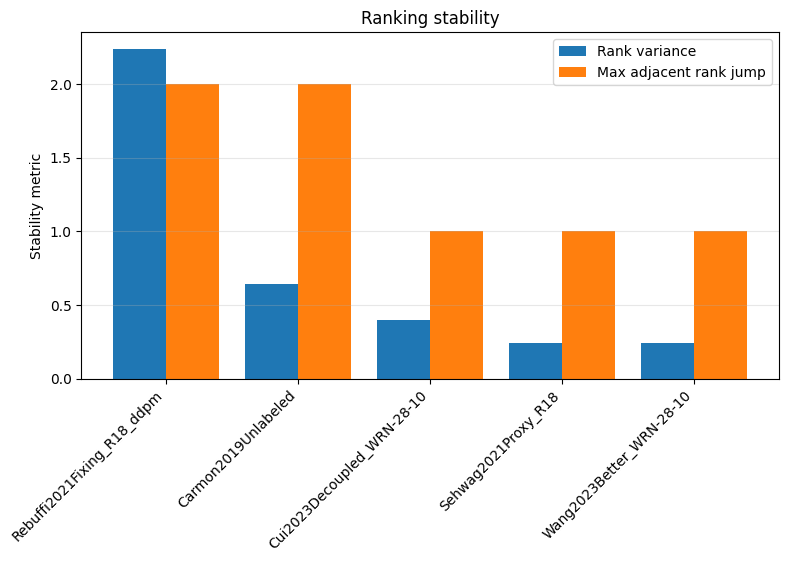 Ranking stability
Rank variance
Max adjacent rank jump
Stability metric
2.0
1.5
1.0
0.5
0.0
Rebuffi2021Fixing_R18_ddpm
Carmon2019Unlabeled
Cui2023Decoupled_WRN-28-10
Sehwag2021Proxy_R18
Wang2023Better_WRN-28-10